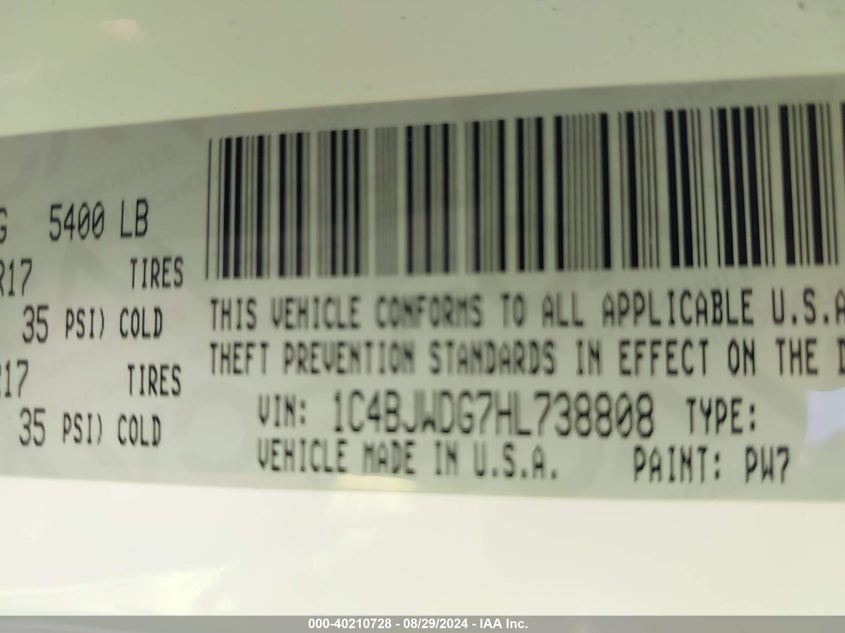 G 5400 LB
R17 TIRES
35 PSI) COLD
R17 TIRES
35 PSI) COLD
THIS VEHICLE CONFORMS TO ALL APPLICABLE U.S.A
THEFT PREVENTION STANDARDS IN EFFECT ON THE D
VIN: 1C4BJWDG7HL738808 TYPE:
VEHICLE MADE IN U.S.A. PAINT: PW7
000-40210728 - 08/29/2024 - IAA Inc.